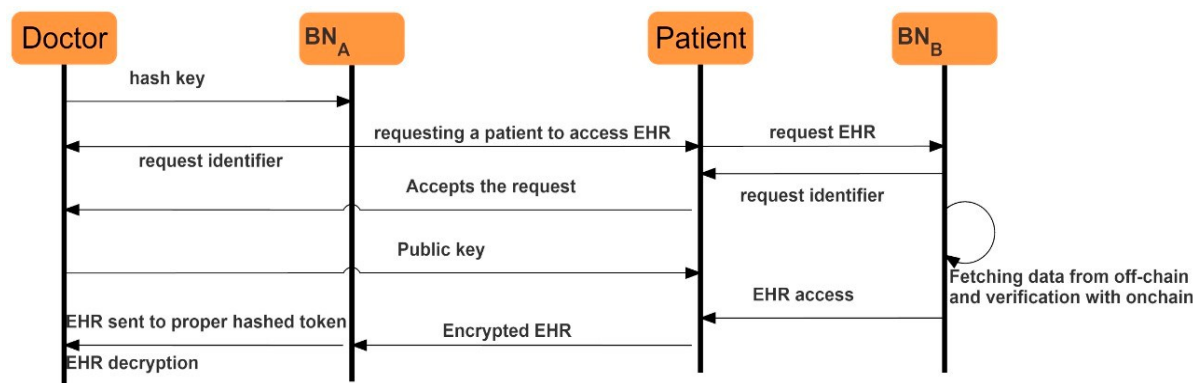 Doctor
BN_A
Patient
BN_B
hash key
requesting a patient to access EHR
request EHR
request identifier
request identifier
Accepts the request
Public key
Fetching data from off-chain
and verification with onchain
EHR access
EHR sent to proper hashed token
Encrypted EHR
EHR decryption